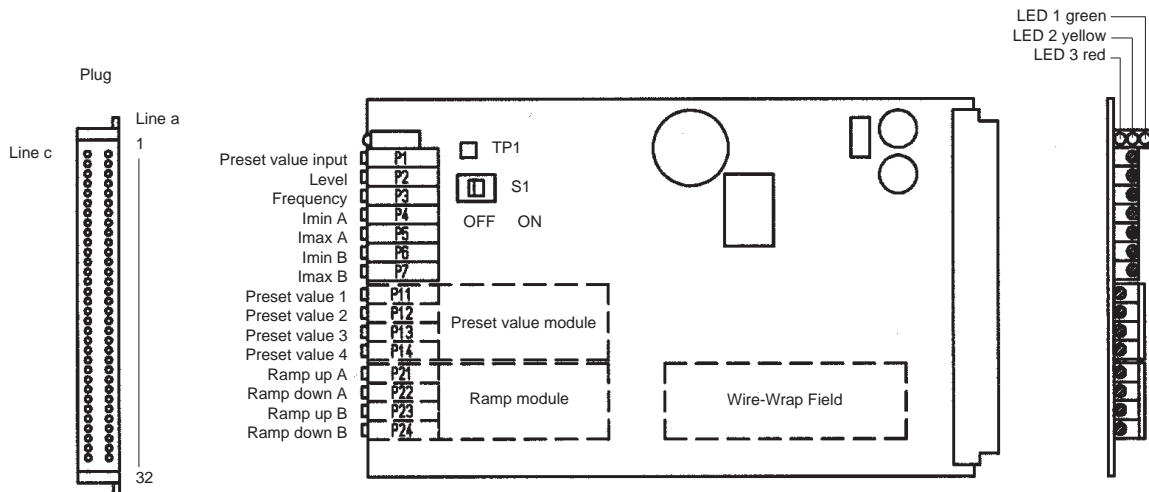 LED 1 green
LED 2 yellow
LED 3 red
Plug
Line a
Line c
1
32
Preset value input
P1
Level
P2
Frequency
P3
Imin A
P4
Imax A
P5
Imin B
P6
Imax B
P7
TP1
S1
OFF ON
Preset value 1
P11
Preset value 2
P12
Preset value 3
P13
Preset value 4
P14
Preset value module
Ramp up A
P21
Ramp down A
P22
Ramp up B
P23
Ramp down B
P24
Ramp module
Wire-Wrap Field